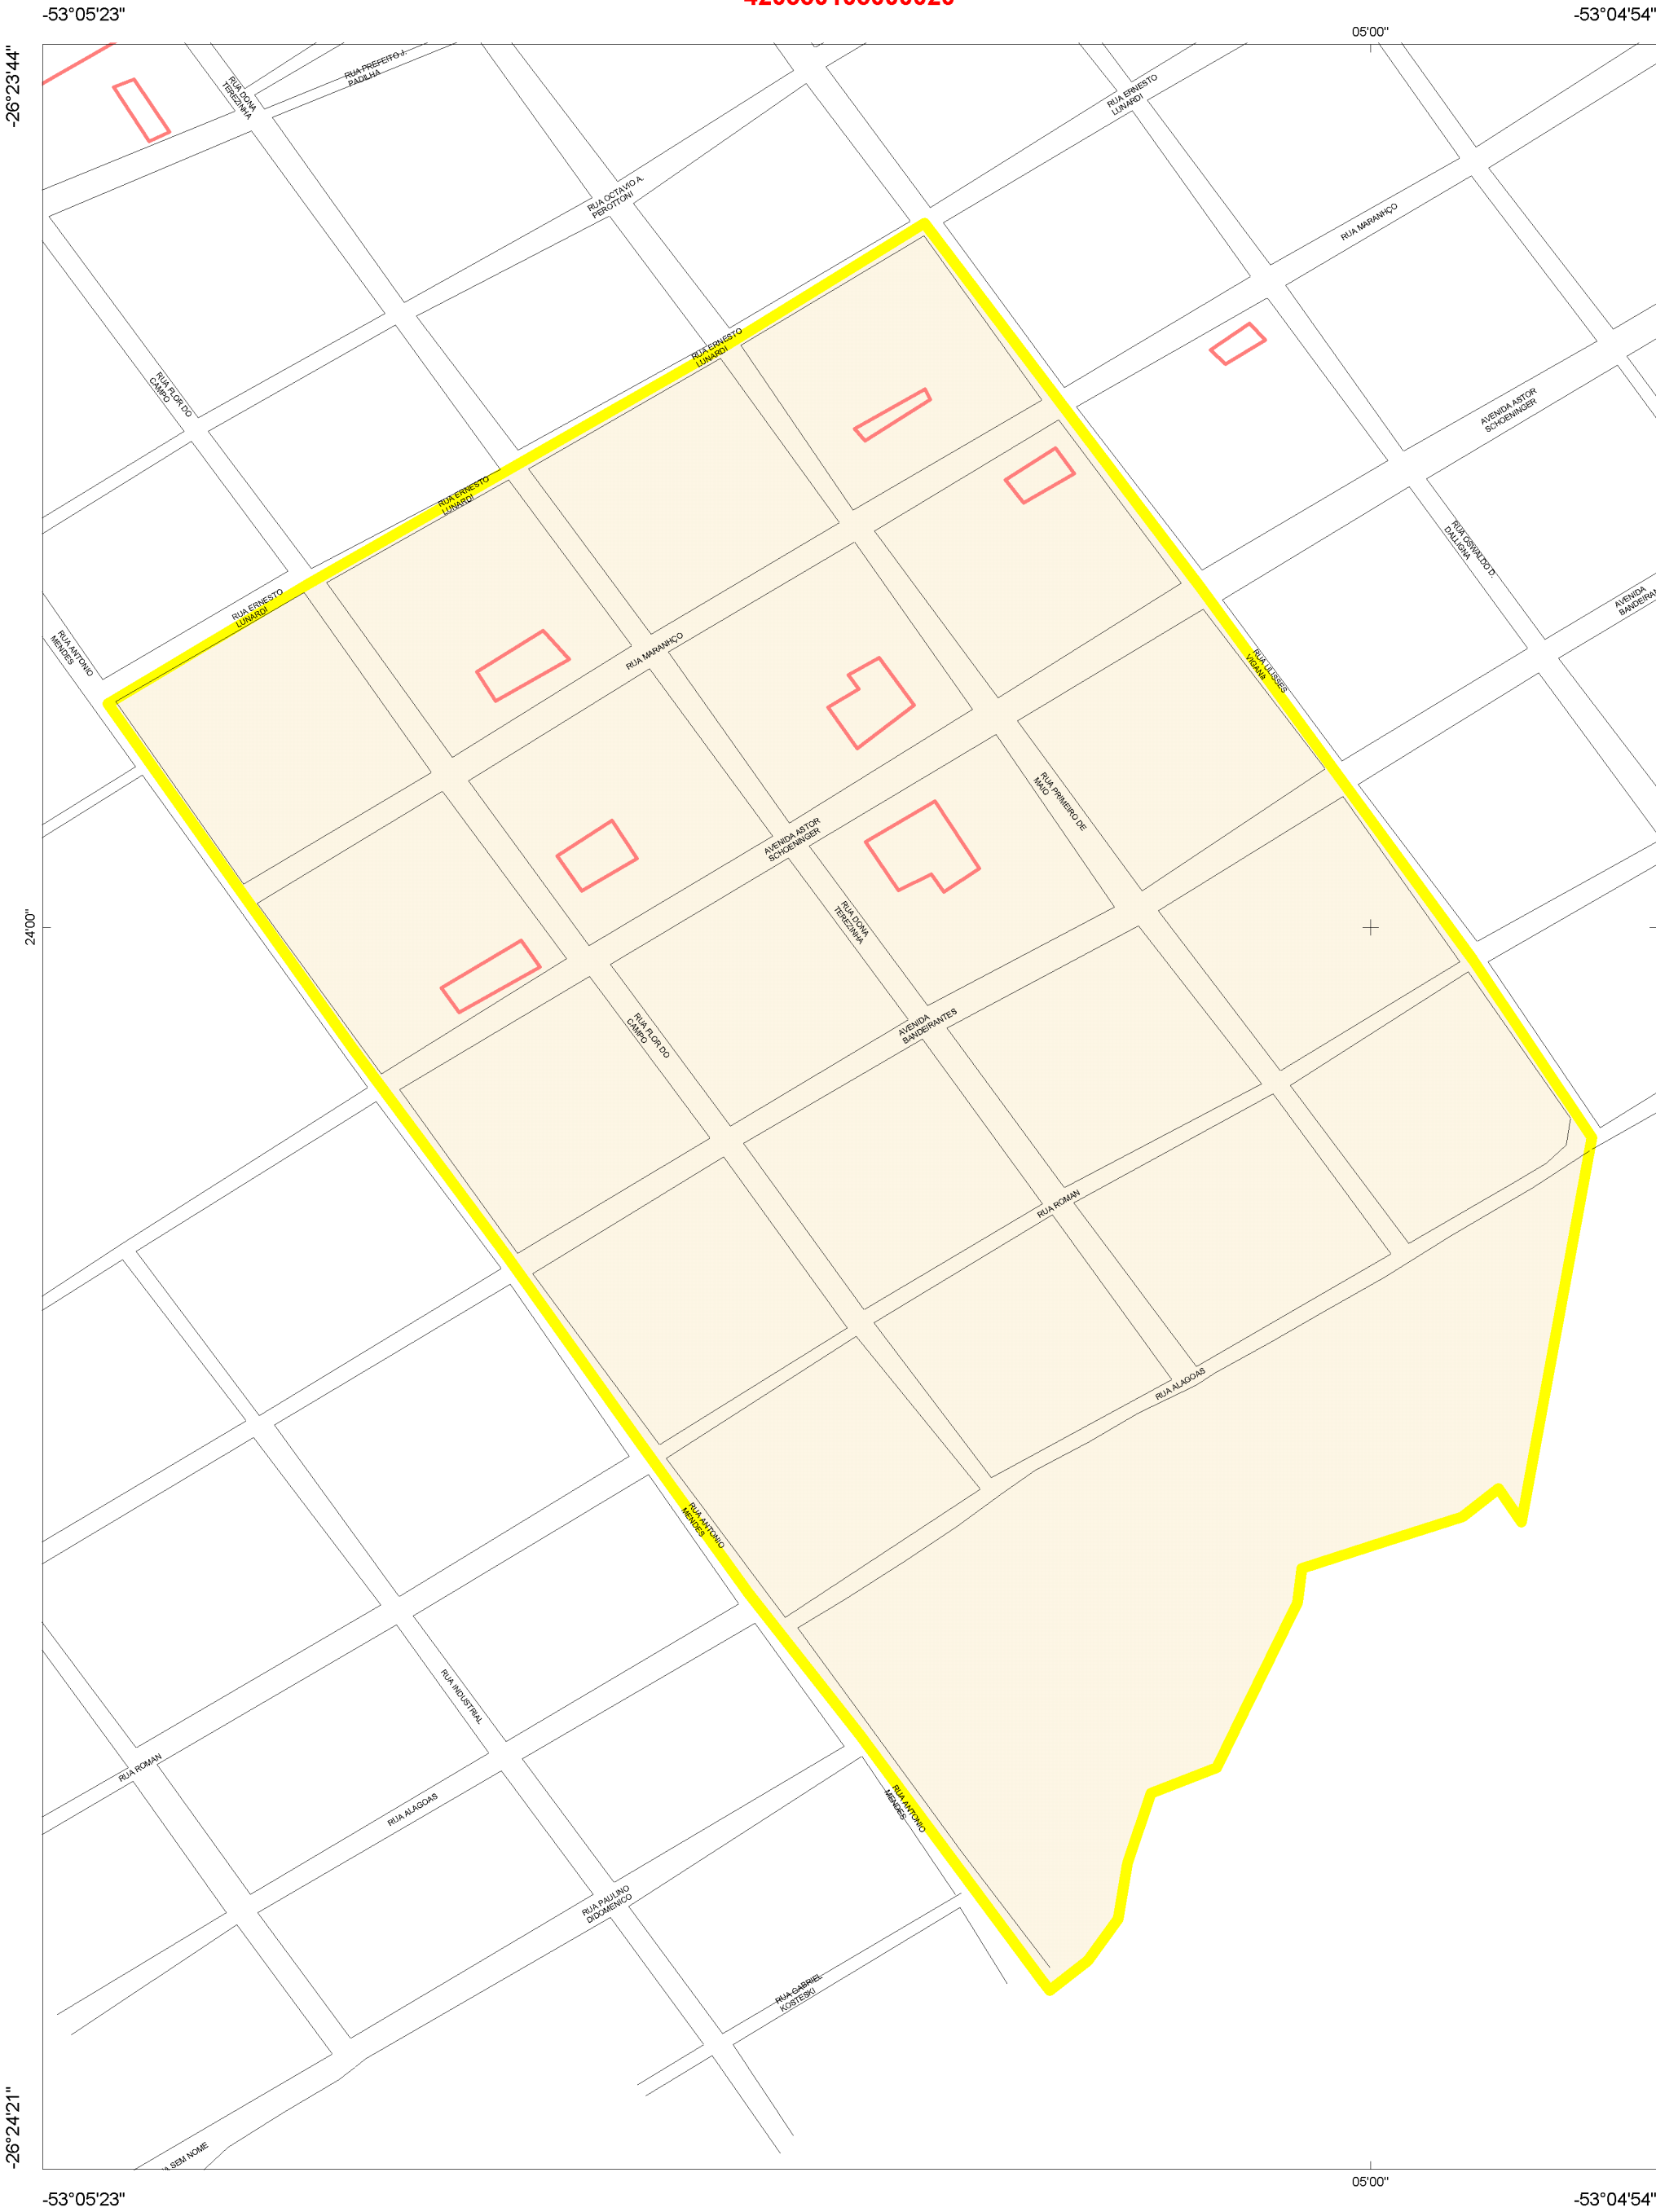 -53°05'23"
-53°04'54"
05'00"
-26°23'44"
RUA PREFEITO J.
PADILHA
RUA DONA
TEREZINHA
RUA ERNESTO
LUNARDI
RUA OCTAVIO A.
PEROTTONI
RUA MARANHÇO
RUA ERNESTO
LUNARDI
RUA FLOR DO
CAMPO
AVENIDA ASTOR
SCHOENINGER
RUA ERNESTO
LUNARDI
RUA OSWALDO D.
DALLIGNA
AVENIDA
RUA ERNESTO
LUNARDI
RUA ANTONIO
MENDES
RUA MARANHÇO
RUA ULISSES
RUA PRIMEIRO DE
MAIO
AVENIDA ASTOR
SCHOENINGER
RUA DONA
TEREZINHA
24'00"
RUA FLOR DO
CAMPO
AVENIDA
BANDEIRANTES
RUA ROMAN
RUA ALAGOAS
RUA ANTONIO
MENDES
RUA INDUSTRIAL
RUA ROMAN
RUA ALAGOAS
RUA ANTONIO
MENDES
RUA PAULINO
DIDOMENICO
RUA GABRIEL
KOSTESKI
SEM NOME
-26°24'21"
05'00"
-53°05'23"
-53°04'54"